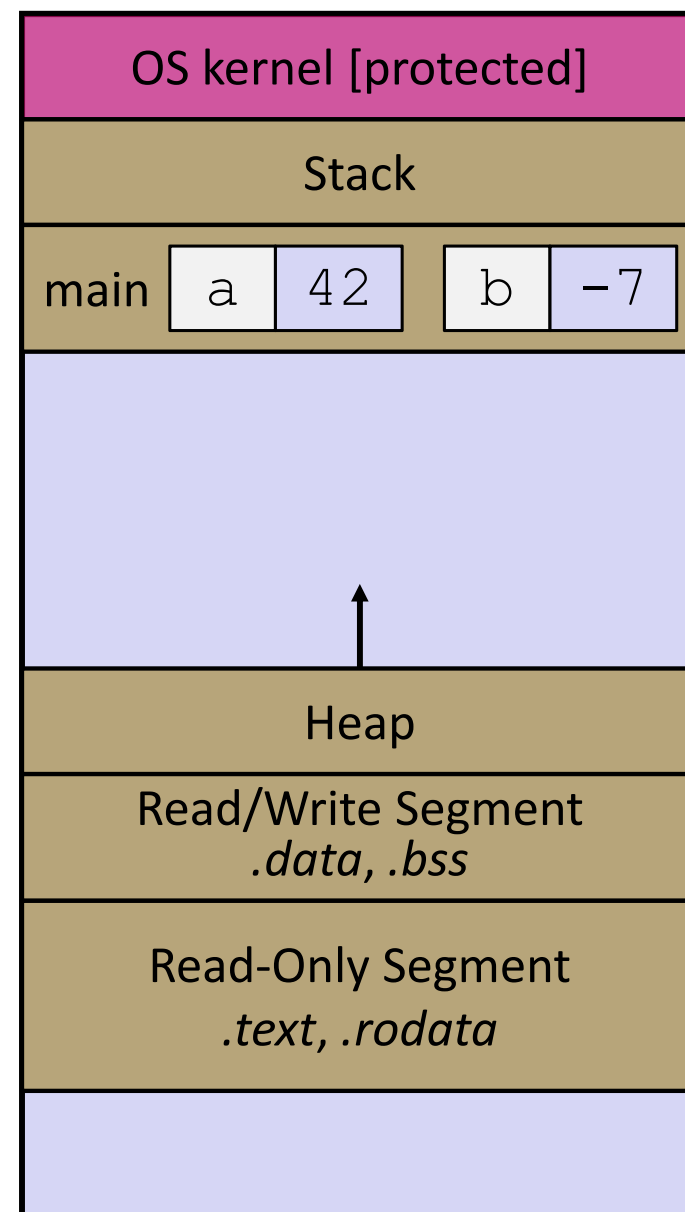 OS kernel [protected]
Stack
main a 42 b -7
Heap
Read/Write Segment
.data, .bss
Read-Only Segment
.text, .rodata